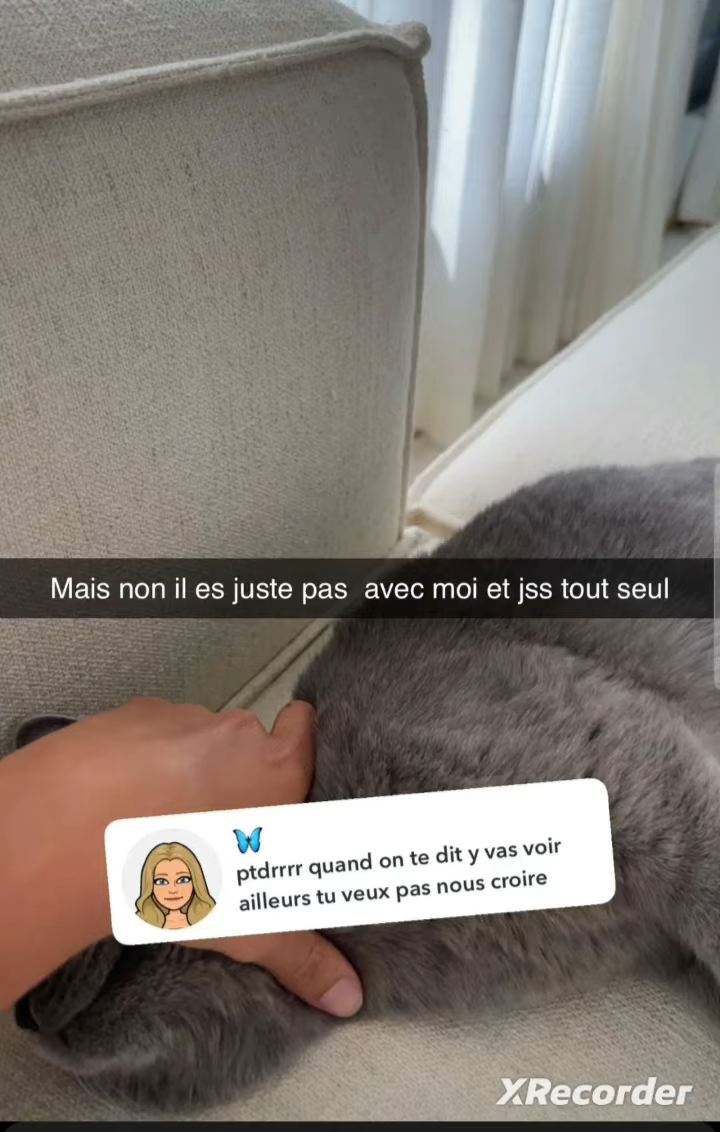 Mais non il es juste pas  avec moi et jss tout seul
🦋
ptdrrrr quand on te dit y vas voir
ailleurs tu veux pas nous croire
XRecorder